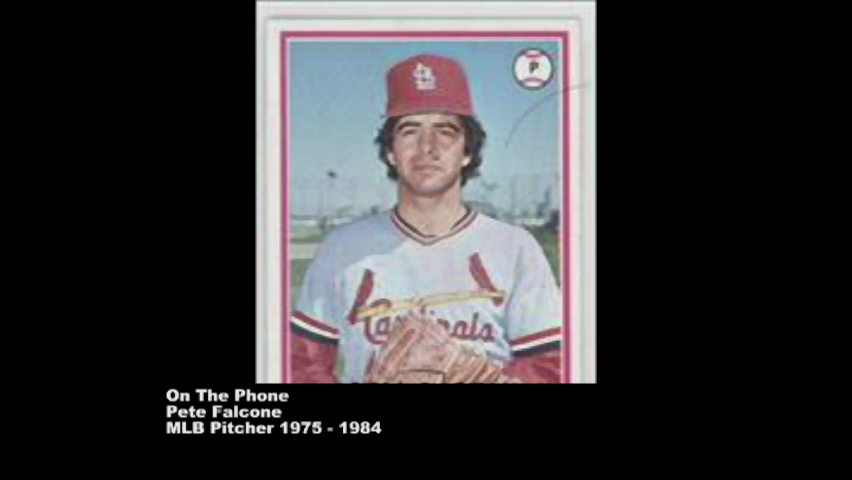 P
Cardinals
On The Phone
Pete Falcone
MLB Pitcher 1975 - 1984